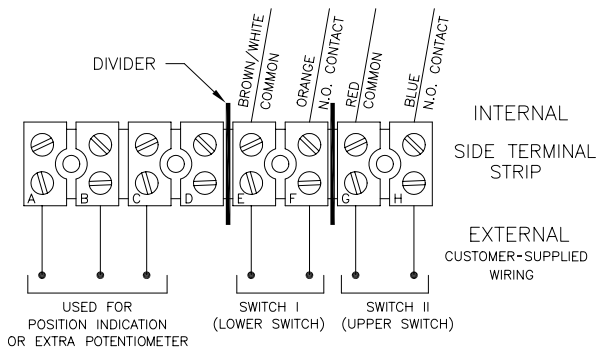 DIVIDER
BROWN/WHITE
COMMON
ORANGE
N.O. CONTACT
RED
COMMON
BLUE
N.O. CONTACT
INTERNAL
SIDE TERMINAL
STRIP
A
B
C
D
E
F
G
H
EXTERNAL
CUSTOMER-SUPPLIED
WIRING
USED FOR
POSITION INDICATION
OR EXTRA POTENTIOMETER
SWITCH I
(LOWER SWITCH)
SWITCH II
(UPPER SWITCH)